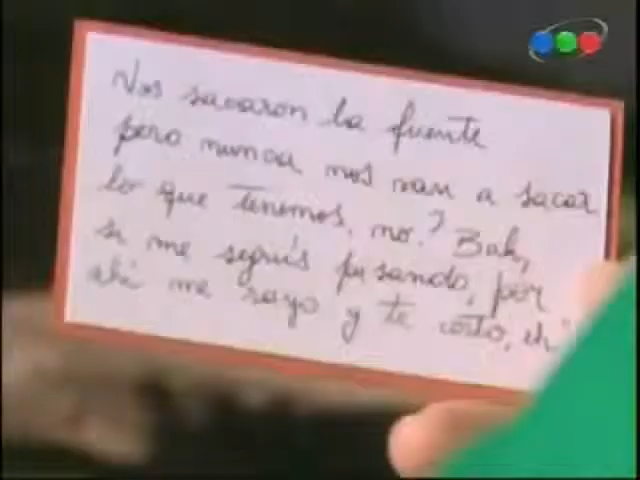 Nos sacaron la fuente
pero nunca nos van a sacar
lo que tenemos, no? Bah,
si me seguís pisando, por
ahí me rayo y te corto, eh